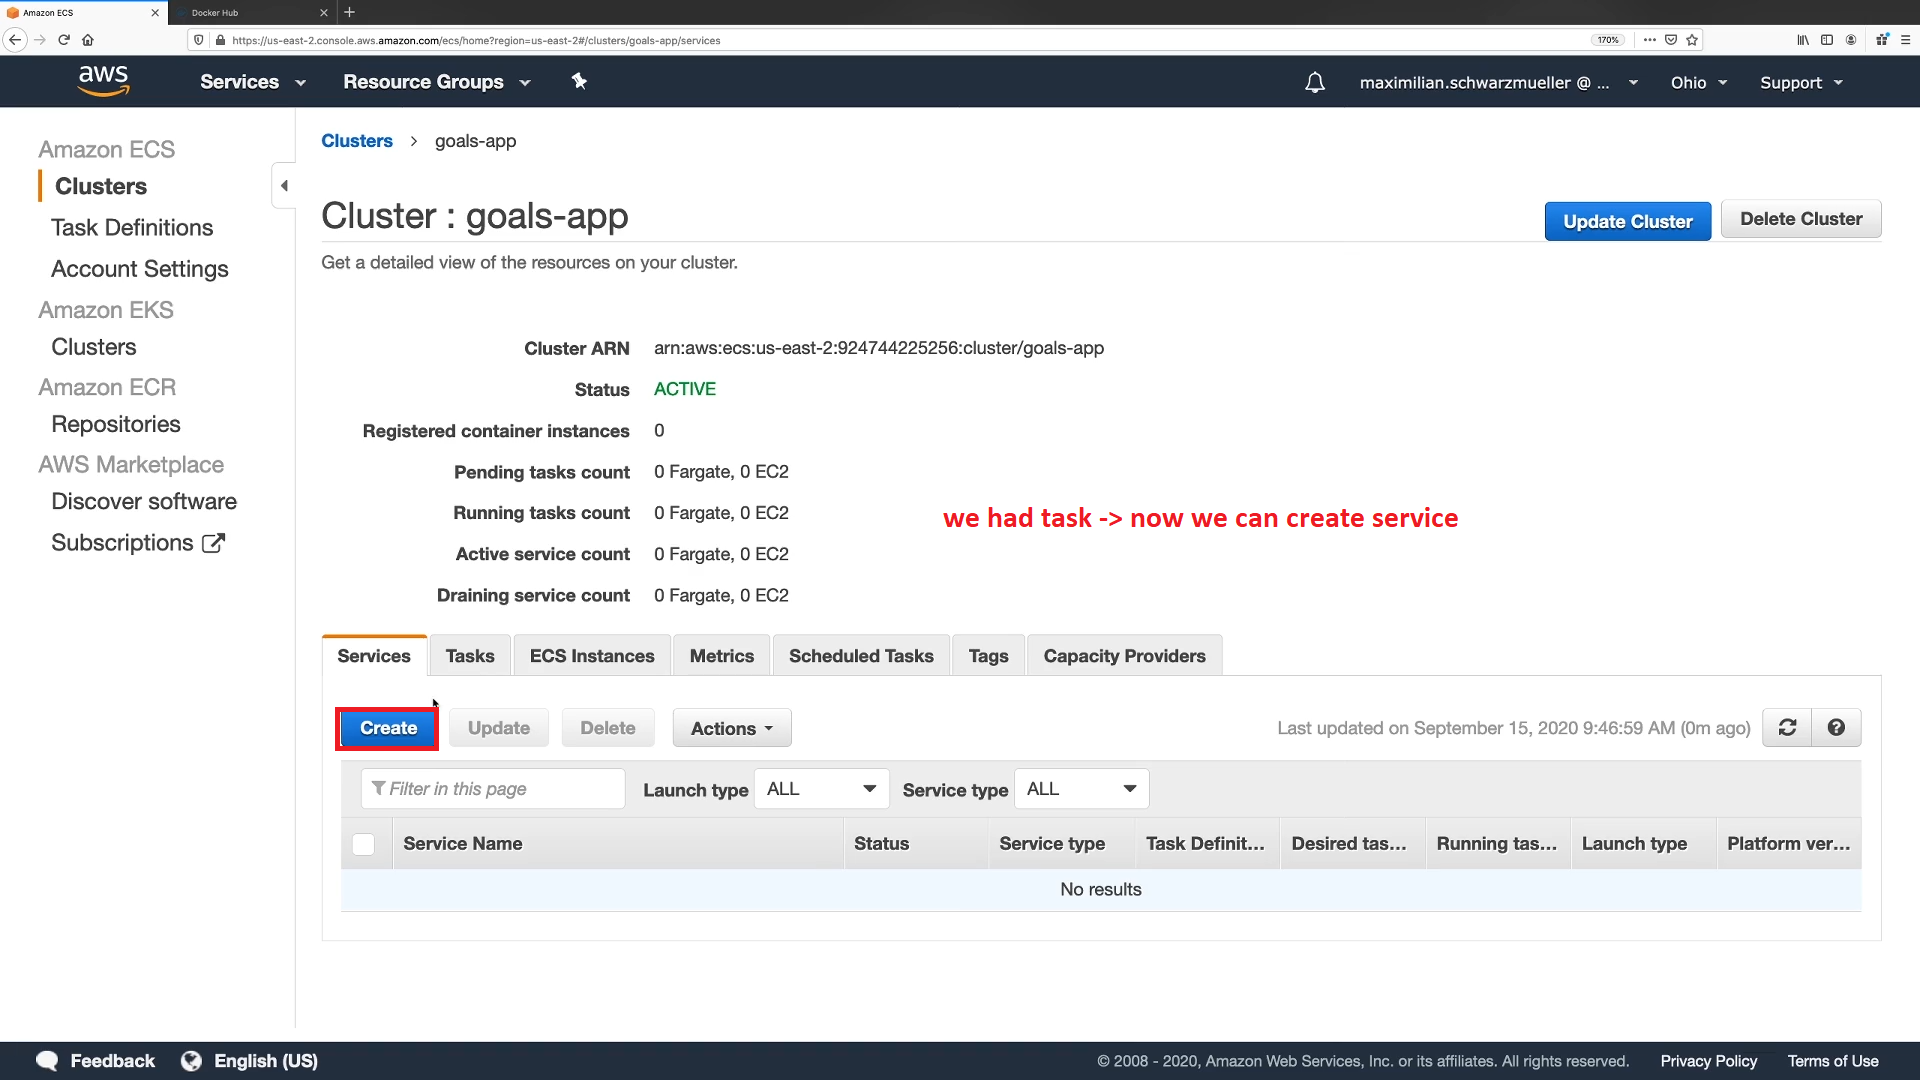 Amazon ECS
Docker Hub
https://us-east-2.console.aws.amazon.com/ecs/home?region=us-east-2#/clusters/goals-app/services
170%
aws
Services
Resource Groups
maximilian.schwarzmueller @ ...
Ohio
Support
Amazon ECS
Clusters
Task Definitions
Account Settings
Amazon EKS
Clusters
Amazon ECR
Repositories
AWS Marketplace
Discover software
Subscriptions
Clusters > goals-app
Cluster : goals-app
Update Cluster
Delete Cluster
Get a detailed view of the resources on your cluster.
Cluster ARN arn:aws:ecs:us-east-2:924744225256:cluster/goals-app
Status ACTIVE
Registered container instances 0
Pending tasks count 0 Fargate, 0 EC2
Running tasks count 0 Fargate, 0 EC2
Active service count 0 Fargate, 0 EC2
Draining service count 0 Fargate, 0 EC2
we had task -> now we can create service
Services
Tasks
ECS Instances
Metrics
Scheduled Tasks
Tags
Capacity Providers
Create
Update
Delete
Actions
Last updated on September 15, 2020 9:46:59 AM (0m ago)
Filter in this page
Launch type ALL
Service type ALL
Service Name
Status
Service type
Task Definit...
Desired tas...
Running tas...
Launch type
Platform ver...
No results
Feedback
English (US)
© 2008 - 2020, Amazon Web Services, Inc. or its affiliates. All rights reserved.
Privacy Policy
Terms of Use